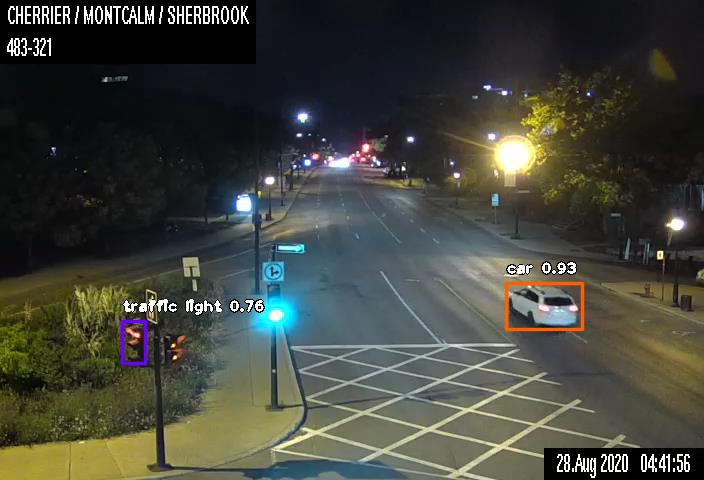 CHERRIER / MONTCALM / SHERBROOK
483-321
car 0.93
traffic light 0.76
28.Aug 2020 04:41:56